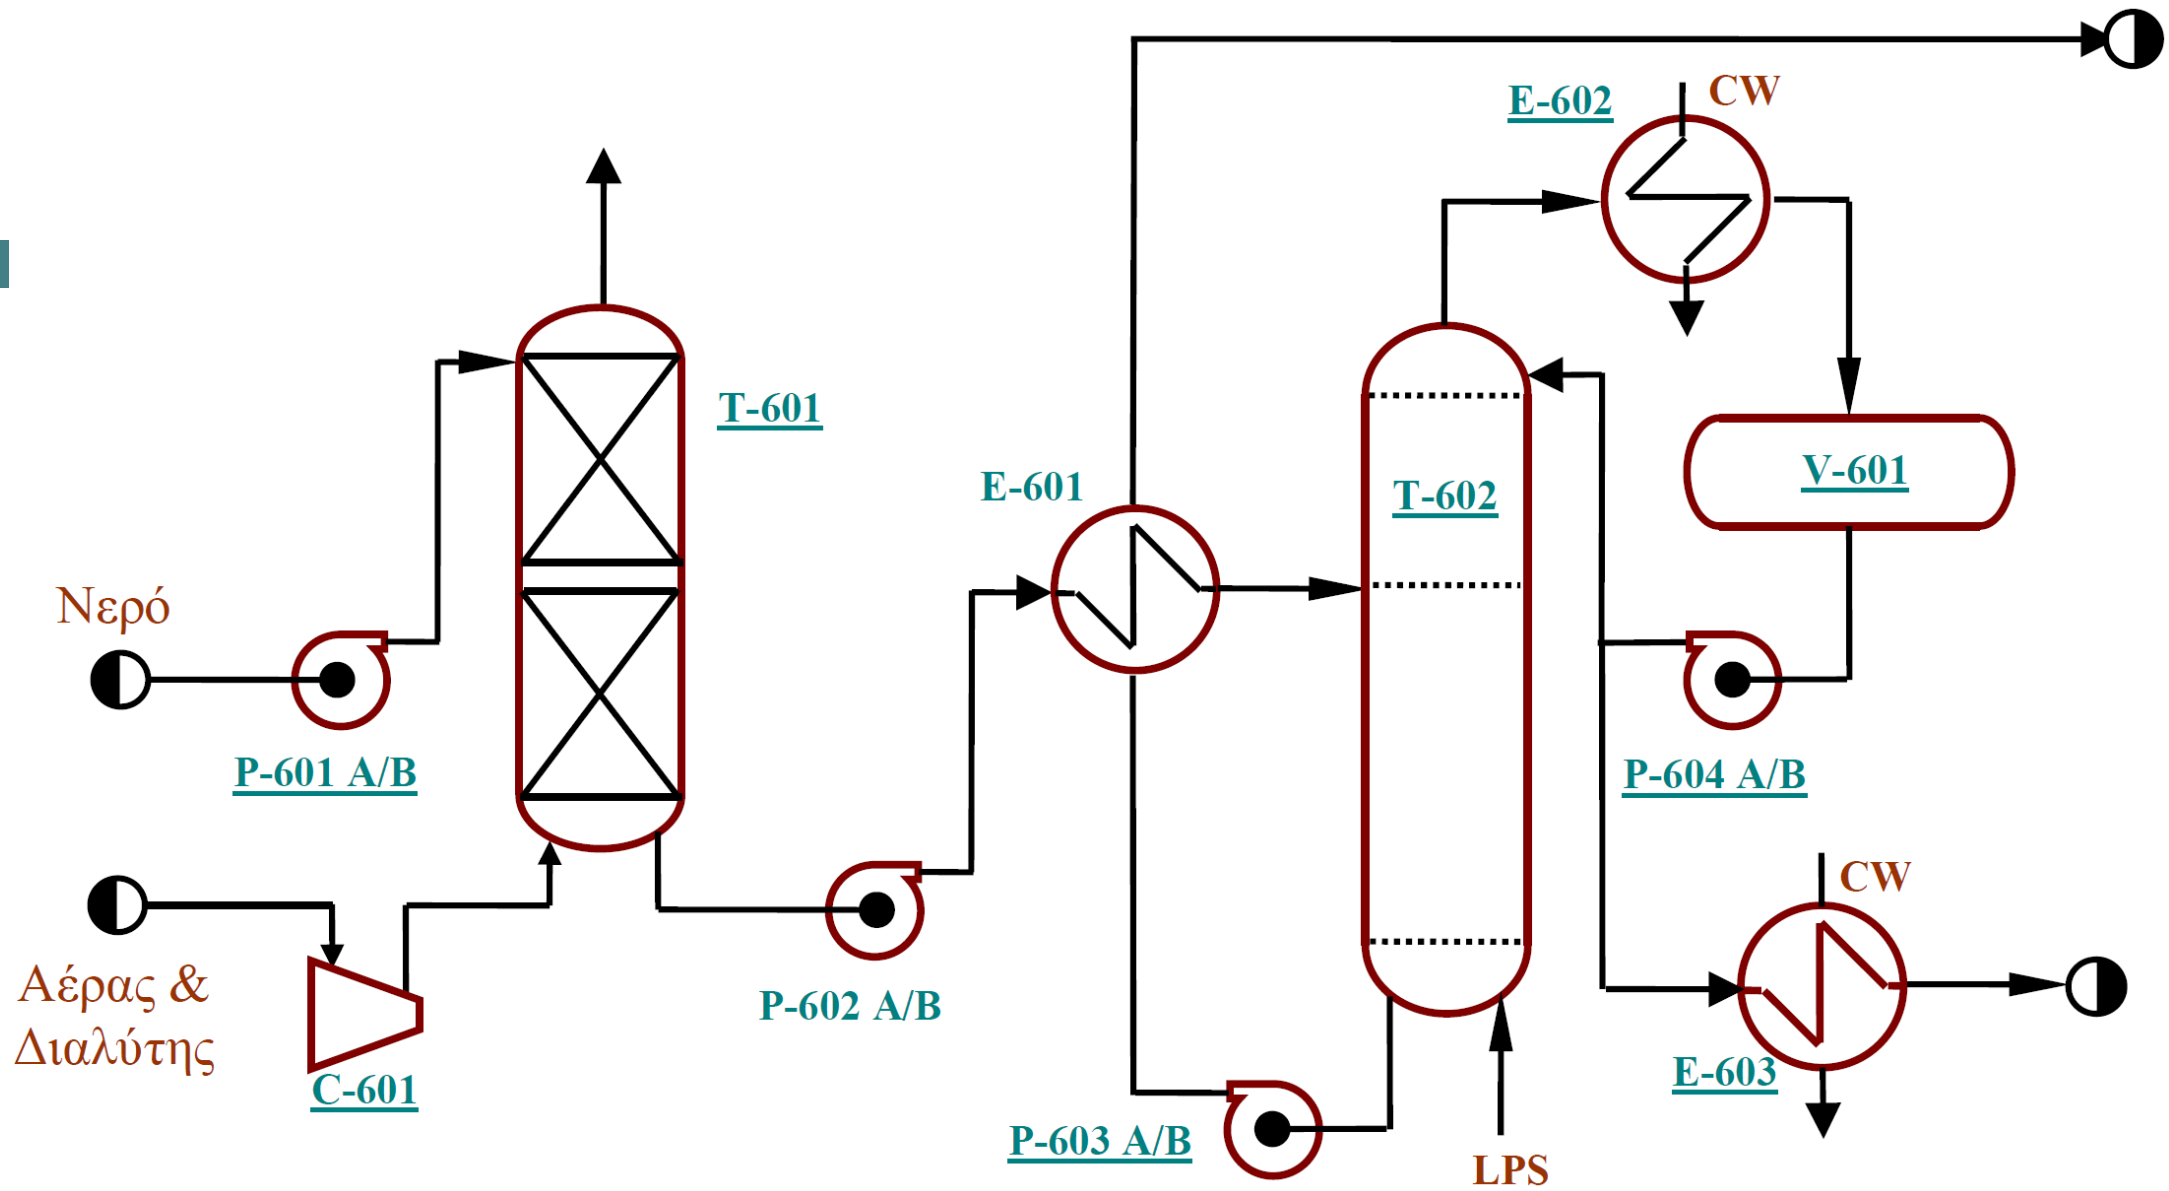 E-602
CW
T-601
E-601
T-602
V-601
Νερό
P-601 A/B
P-604 A/B
CW
Αέρας &
Διαλύτης
C-601
P-602 A/B
E-603
P-603 A/B
LPS